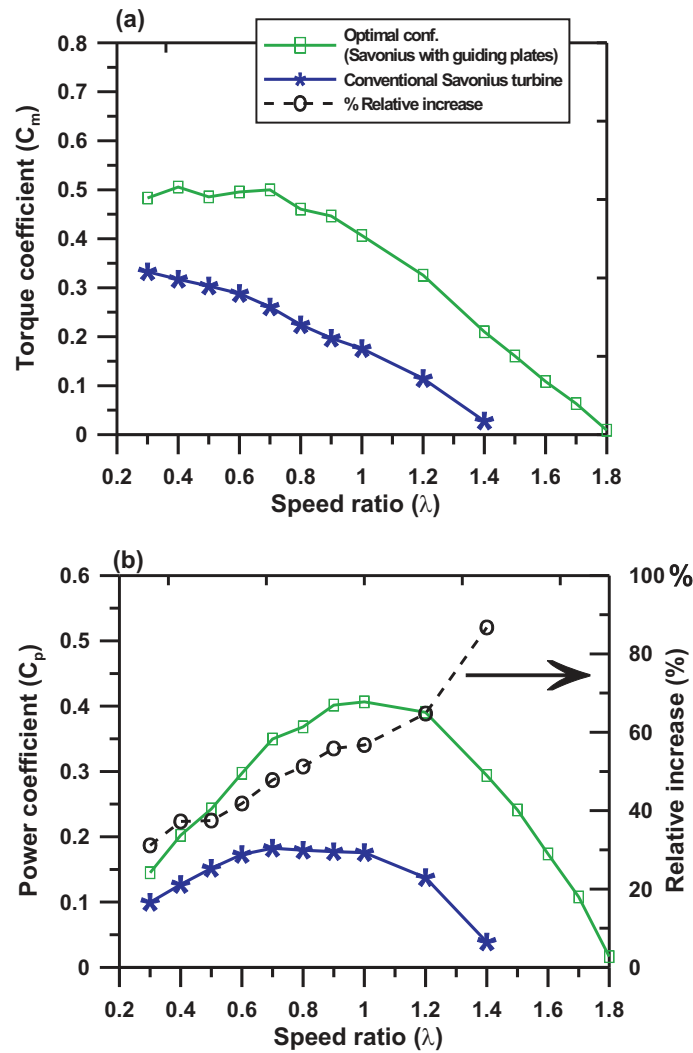 (a)
Optimal conf.
(Savonius with guiding plates)
Conventional Savonius turbine
% Relative increase
0.8
0.7
0.6
0.5
0.4
0.3
0.2
0.1
0
Torque coefficient (Cm)
0.2 0.4 0.6 0.8 1 1.2 1.4 1.6 1.8
Speed ratio (λ)
(b)
0.6
0.5
0.4
0.3
0.2
0.1
0
Power coefficient (Cp)
100 %
80
60
40
20
0
Relative increase (%)
0.2 0.4 0.6 0.8 1 1.2 1.4 1.6 1.8
Speed ratio (λ)